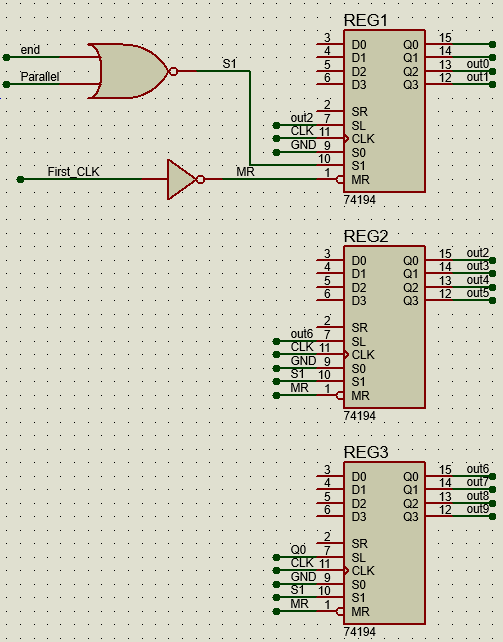 REG1
end
Parallel
S1
3 D0 Q0 15
4 D1 Q1 14
5 D2 Q2 13 out0
6 D3 Q3 12 out1
2 SR
out2 7 SL
CLK 11 CLK
GND 9 S0
10 S1
First_CLK MR 1 MR
74194
REG2
3 D0 Q0 15 out2
4 D1 Q1 14 out3
5 D2 Q2 13 out4
6 D3 Q3 12 out5
2 SR
out6 7 SL
CLK 11 CLK
GND 9 S0
S1 10 S1
MR 1 MR
74194
REG3
3 D0 Q0 15 out6
4 D1 Q1 14 out7
5 D2 Q2 13 out8
6 D3 Q3 12 out9
2 SR
Q0 7 SL
CLK 11 CLK
GND 9 S0
S1 10 S1
MR 1 MR
74194